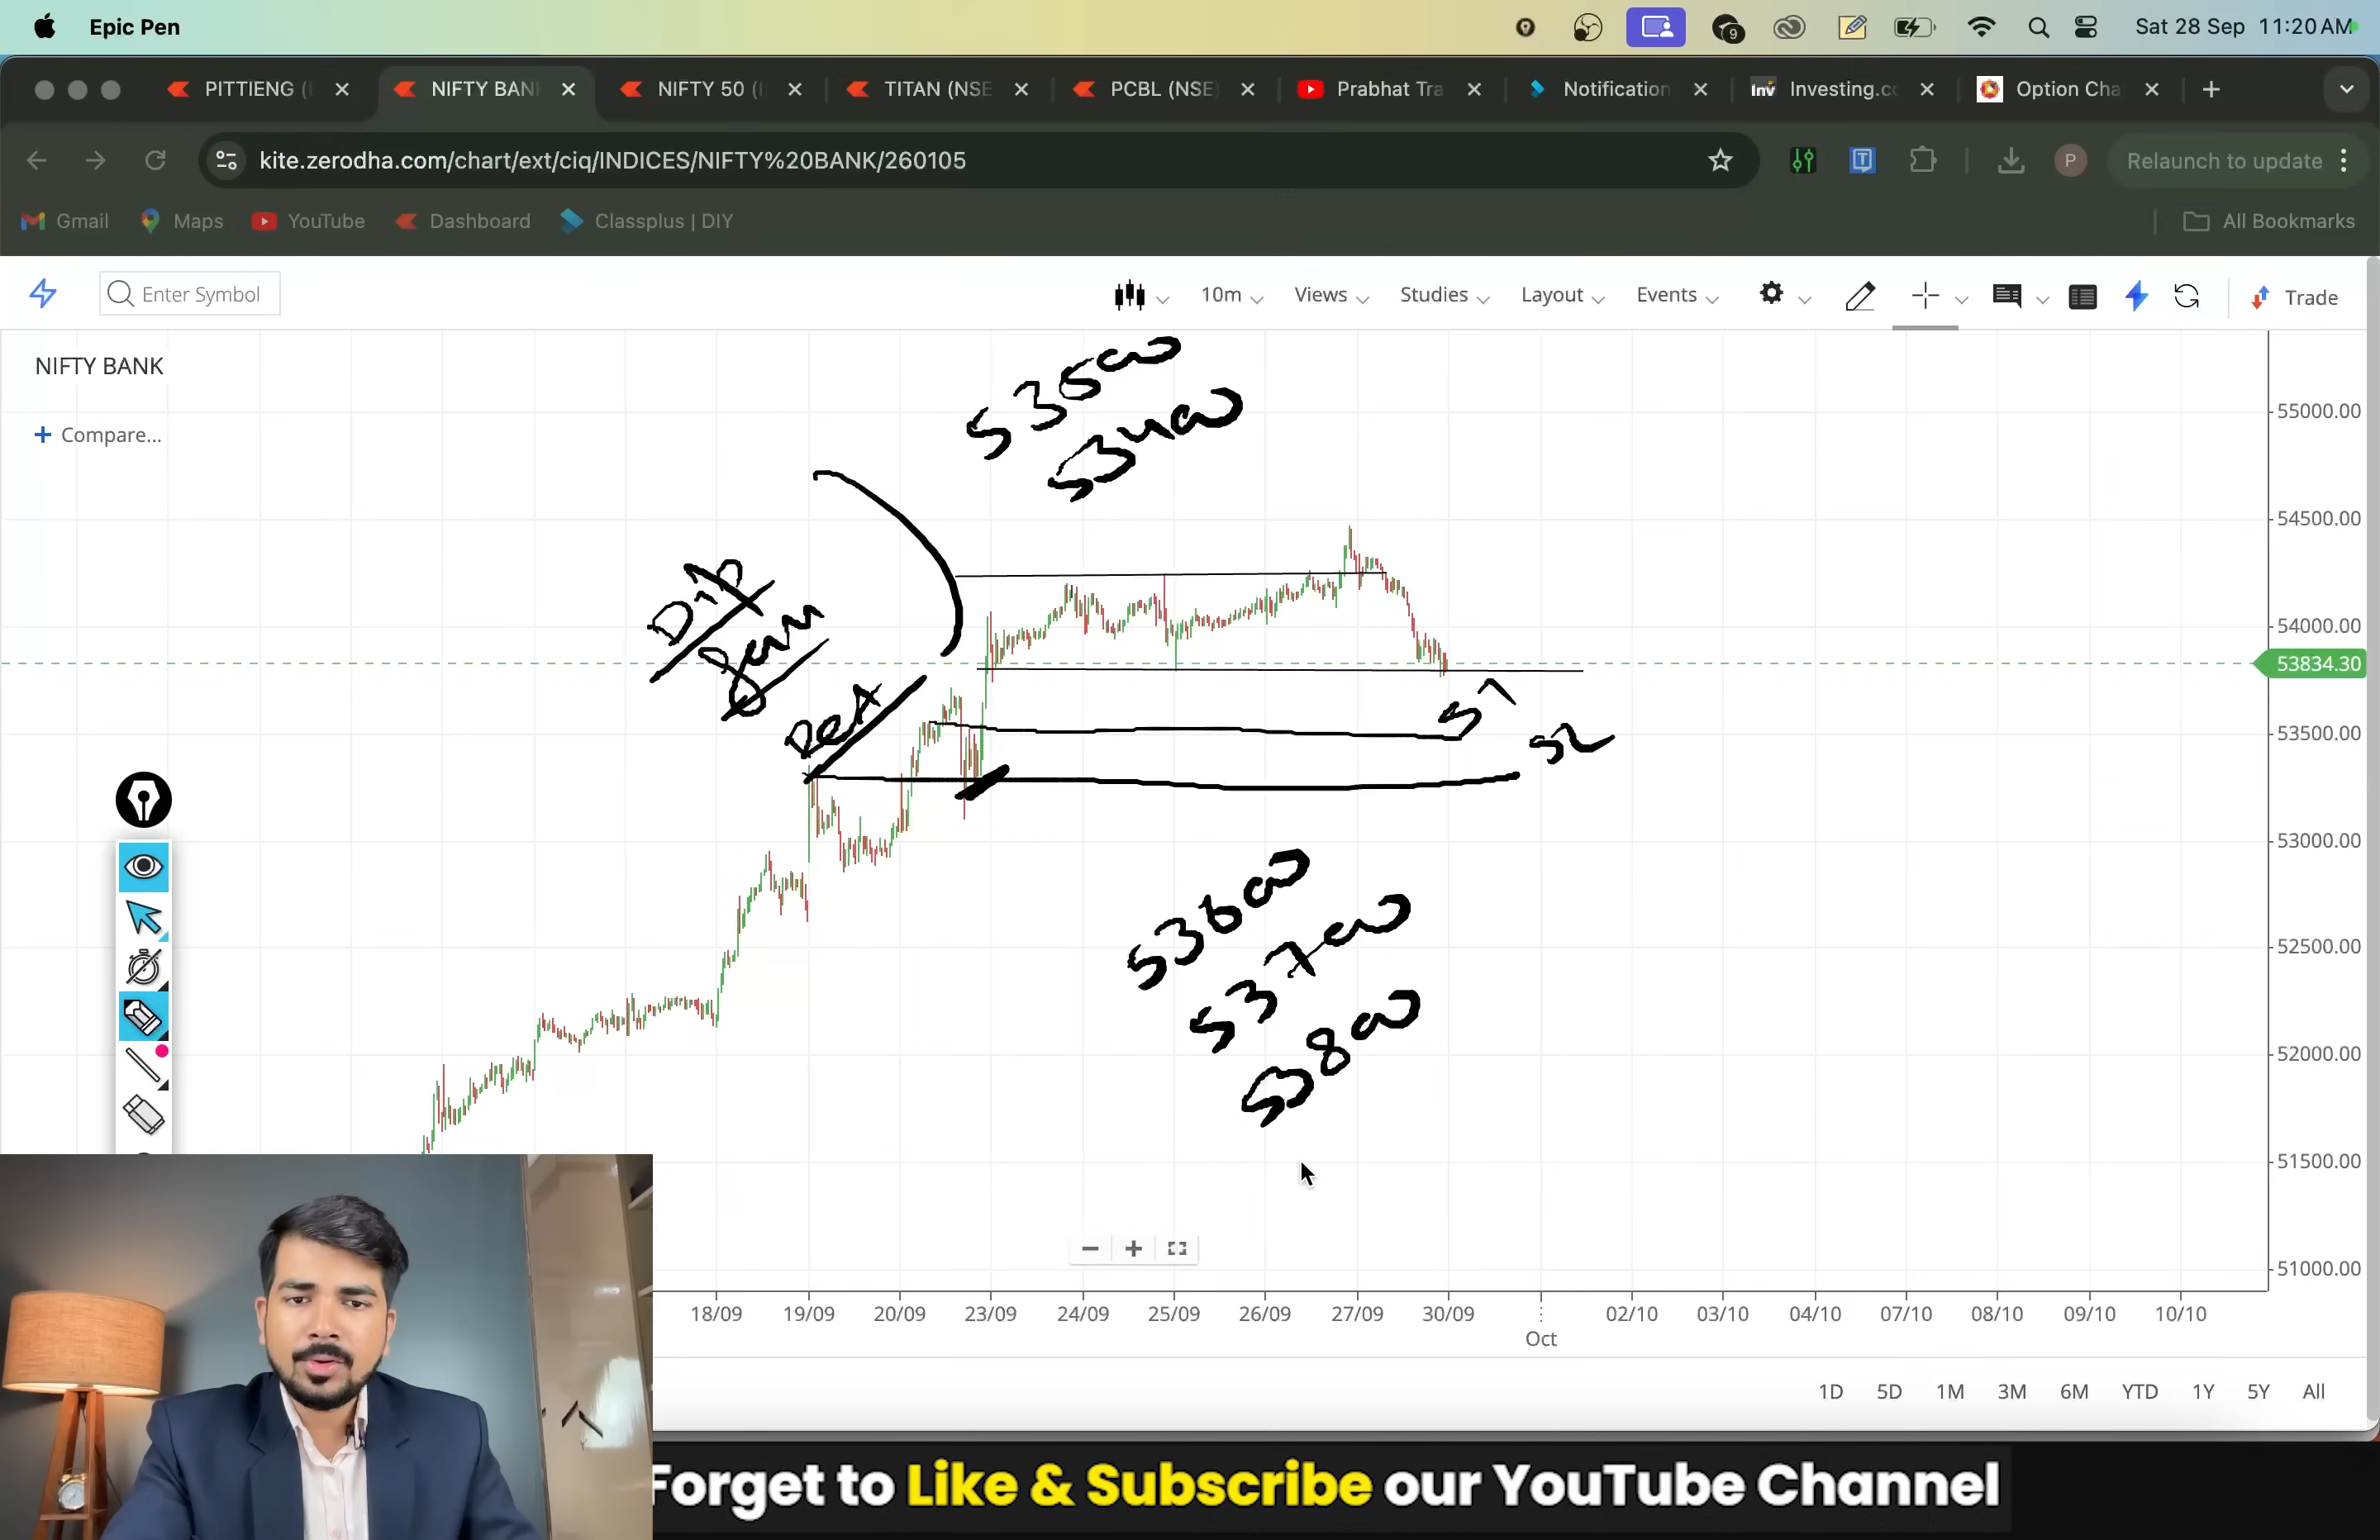 Epic Pen
9
Sat 28 Sep 11:20 AM
PITTIENG (
NIFTY BAN
NIFTY 50 (I
TITAN (NSE
PCBL (NSE)
Prabhat Tra
Notification
Inv Investing.co
Option Cha
kite.zerodha.com/chart/ext/ciq/INDICES/NIFTY%20BANK/260105
P
Relaunch to update
Gmail
Maps
YouTube
Dashboard
Classplus | DIY
All Bookmarks
Enter Symbol
10m
Views
Studies
Layout
Events
Trade
NIFTY BANK
Compare...
53500
53400
Dip
S1
S2
53600
53700
53800
55000.00
54500.00
54000.00
53834.30
53500.00
53000.00
52500.00
52000.00
51500.00
51000.00
18/09 19/09 20/09 23/09 24/09 25/09 26/09 27/09 30/09 Oct 02/10 03/10 04/10 07/10 08/10 09/10 10/10
1D 5D 1M 3M 6M YTD 1Y 5Y All
Forget to Like & Subscribe our YouTube Channel